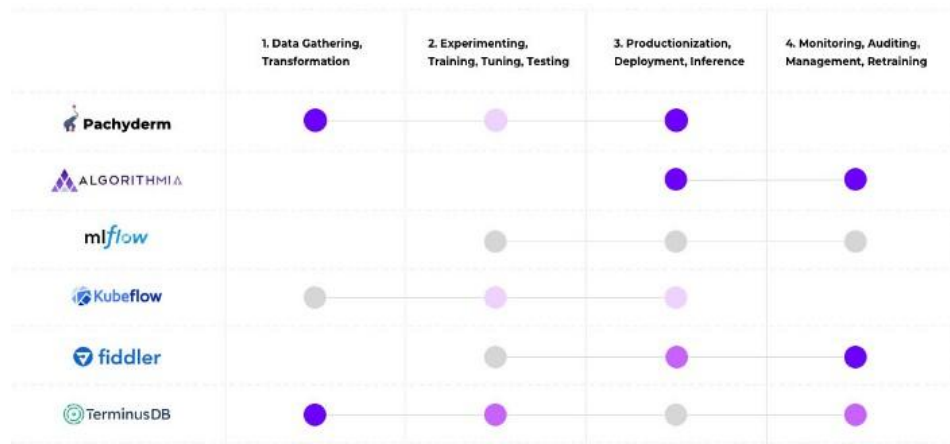 1. Data Gathering,
Transformation
2. Experimenting,
Training, Tuning, Testing
3. Productionization,
Deployment, Inference
4. Monitoring, Auditing,
Management, Retraining
Pachyderm
ALGORITHMIA
mlflow
Kubeflow
fiddler
TerminusDB